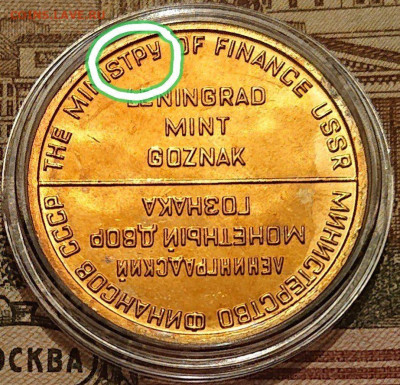 THE MINISTPY OF FINANCE USSR
LENINGRAD
MINT
GOZNAK
МИНИСТЕРСТВО ФИНАНСОВ СССР
ЛЕНИНГРАДСКИЙ
МОНЕТНЫЙ ДВОР
ГОЗНАКА
МОСКВА